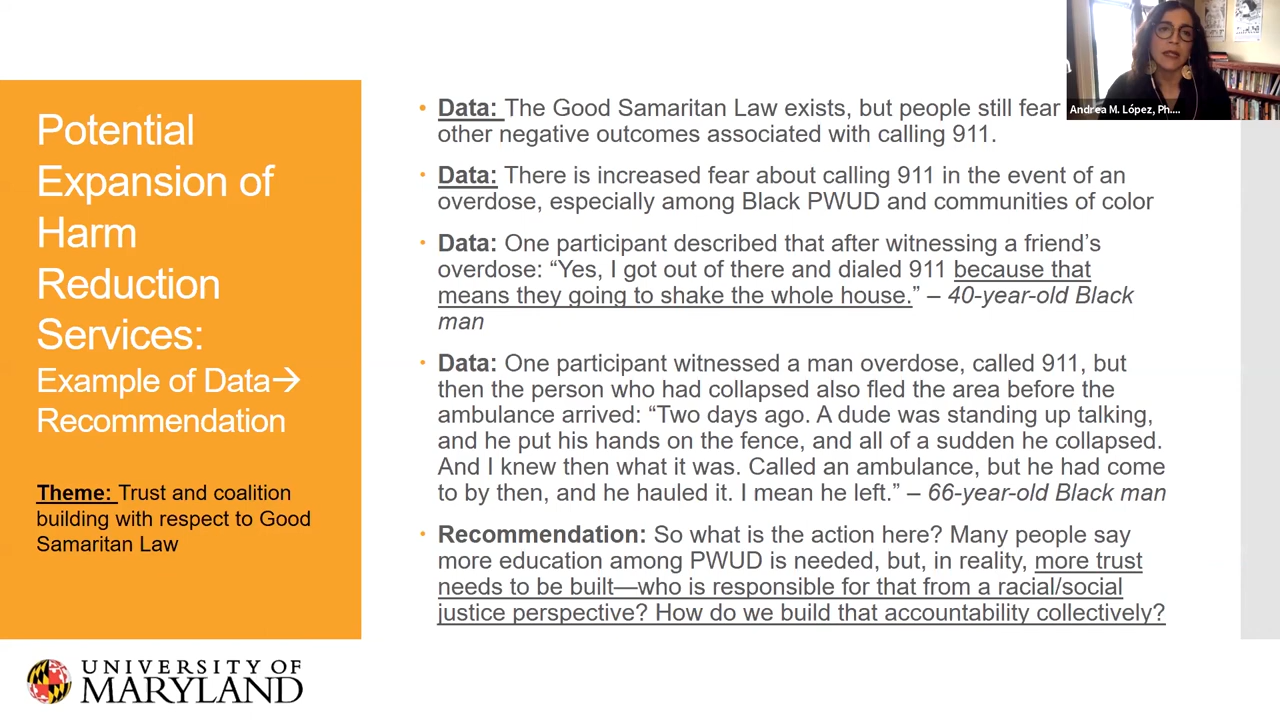 Potential
Expansion of
Harm
Reduction
Services:
Example of Data→
Recommendation
Theme: Trust and coalition
building with respect to Good
Samaritan Law
• Data: The Good Samaritan Law exists, but people still fear
other negative outcomes associated with calling 911.
• Data: There is increased fear about calling 911 in the event of an
overdose, especially among Black PWUD and communities of color
• Data: One participant described that after witnessing a friend’s
overdose: “Yes, I got out of there and dialed 911 because that
means they going to shake the whole house.” – 40-year-old Black
man
• Data: One participant witnessed a man overdose, called 911, but
then the person who had collapsed also fled the area before the
ambulance arrived: “Two days ago. A dude was standing up talking,
and he put his hands on the fence, and all of a sudden he collapsed.
And I knew then what it was. Called an ambulance, but he had come
to by then, and he hauled it. I mean he left.” – 66-year-old Black man
• Recommendation: So what is the action here? Many people say
more education among PWUD is needed, but, in reality, more trust
needs to be built—who is responsible for that from a racial/social
justice perspective? How do we build that accountability collectively?
Andrea M. López, Ph....
UNIVERSITY OF
MARYLAND